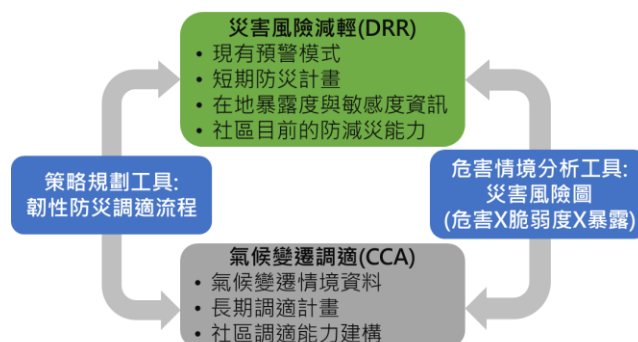 災害風險減輕(DRR)
• 現有預警模式
• 短期防災計畫
• 在地暴露度與敏感度資訊
• 社區目前的防減災能力
策略規劃工具:
韌性防災調適流程
危害情境分析工具:
災害風險圖
(危害X脆弱度X暴露)
氣候變遷調適(CCA)
• 氣候變遷情境資料
• 長期調適計畫
• 社區調適能力建構